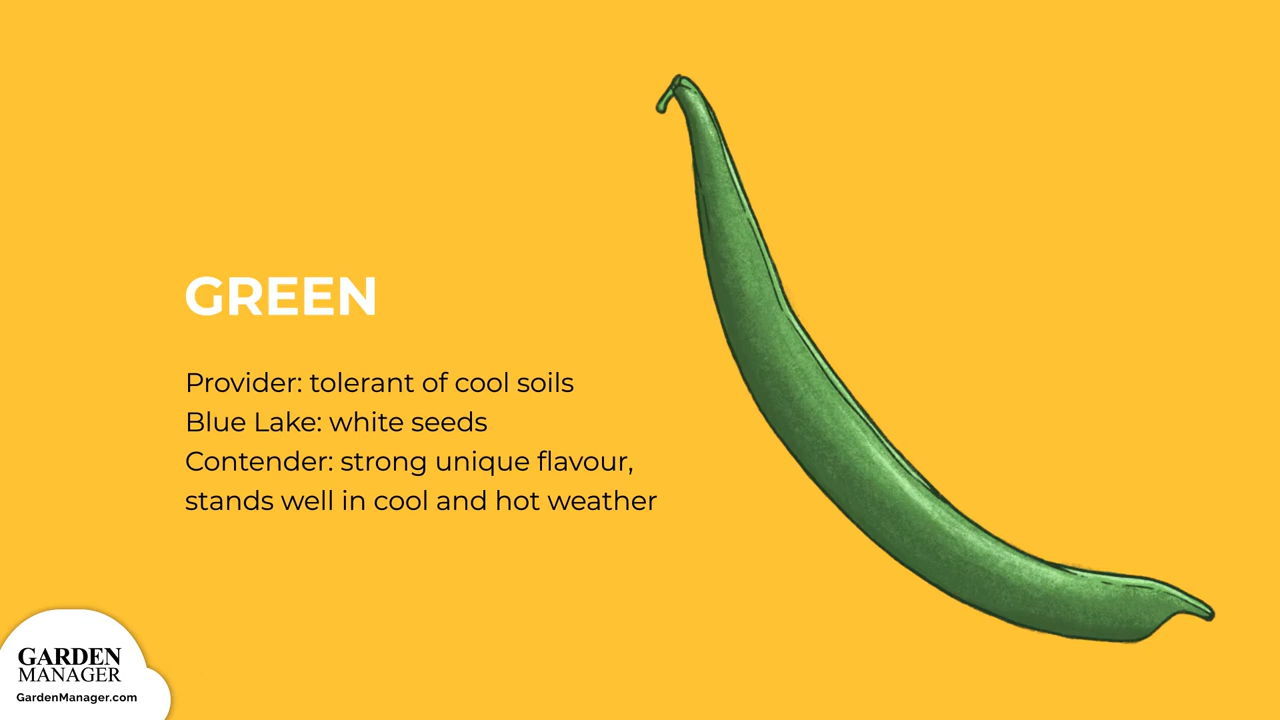 GREEN
Provider: tolerant of cool soils
Blue Lake: white seeds
Contender: strong unique flavour,
stands well in cool and hot weather
GARDEN
MANAGER
GardenManager.com